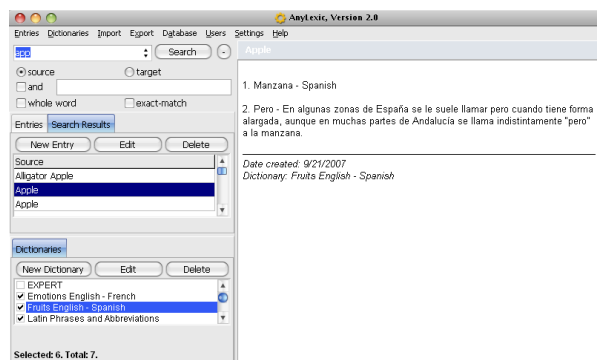 AnyLexic, Version 2.0
Entries Dictionaries Import Export Database Users Settings Help
app Search -
source target
and
whole word exact-match
Entries Search Results
New Entry Edit Delete
Source
Alligator Apple
Apple
Apple
Dictionaries
New Dictionary Edit Delete
EXPERT
Emotions English - French
Fruits English - Spanish
Latin Phrases and Abbreviations
Selected: 6. Total: 7.
Apple
1. Manzana - Spanish
2. Pero - En algunas zonas de España se le suele llamar pero cuando tiene forma
alargada, aunque en muchas partes de Andalucía se llama indistintamente "pero"
a la manzana.
Date created: 9/21/2007
Dictionary: Fruits English - Spanish